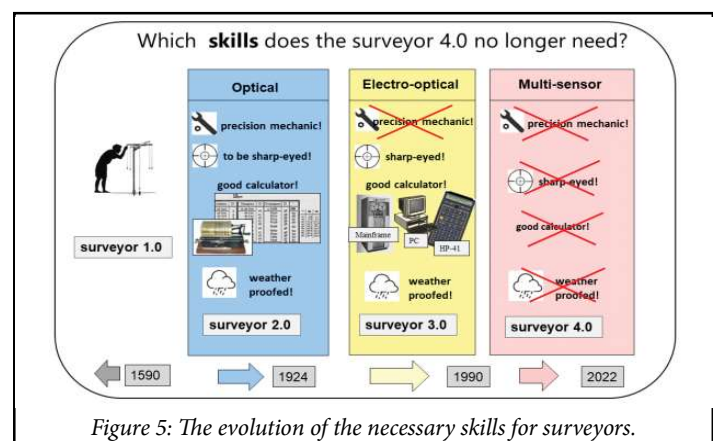 Which skills does the surveyor 4.0 no longer need?
surveyor 1.0
Optical
precision mechanic!
to be sharp-eyed!
good calculator!
weather
proofed!
surveyor 2.0
Electro-optical
precision mechanic!
sharp-eyed!
good calculator!
Mainframe
PC
HP-41
weather
proofed!
surveyor 3.0
Multi-sensor
precision mechanic!
sharp-eyed!
good calculator!
weather
proofed!
surveyor 4.0
1590
1924
1990
2022
Figure 5: The evolution of the necessary skills for surveyors.